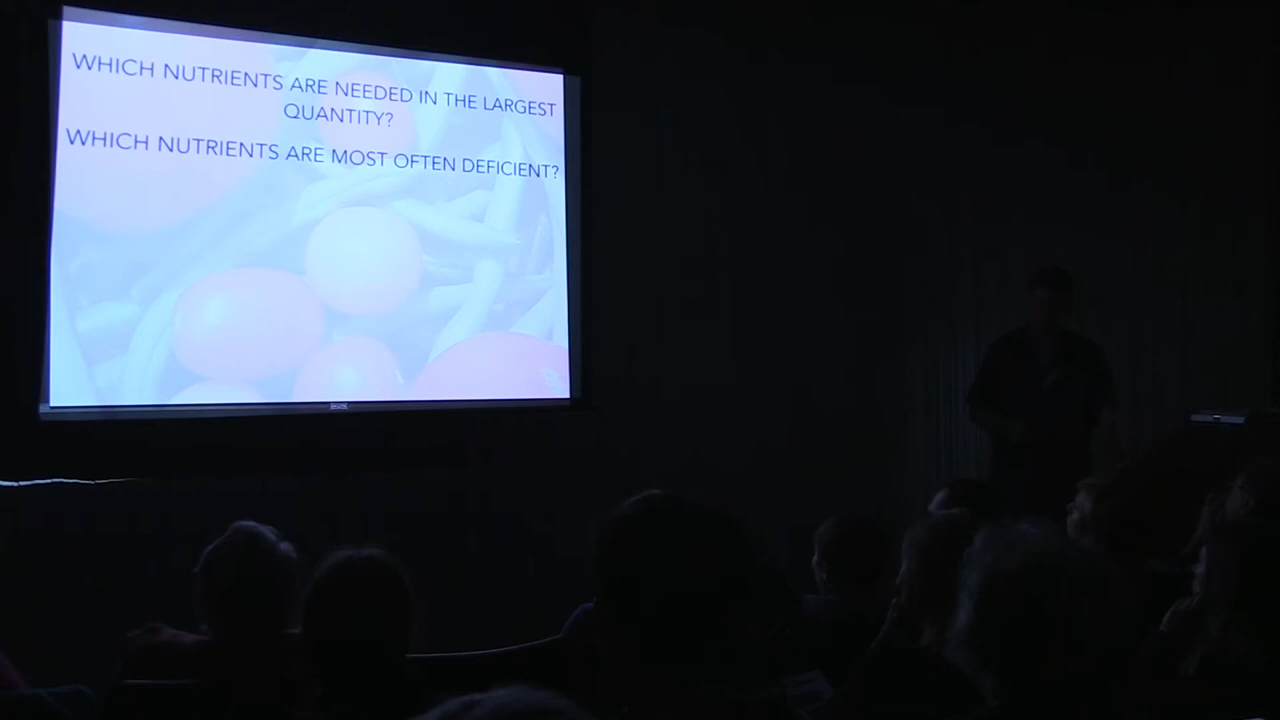 WHICH NUTRIENTS ARE NEEDED IN THE LARGEST
QUANTITY?
WHICH NUTRIENTS ARE MOST OFTEN DEFICIENT?